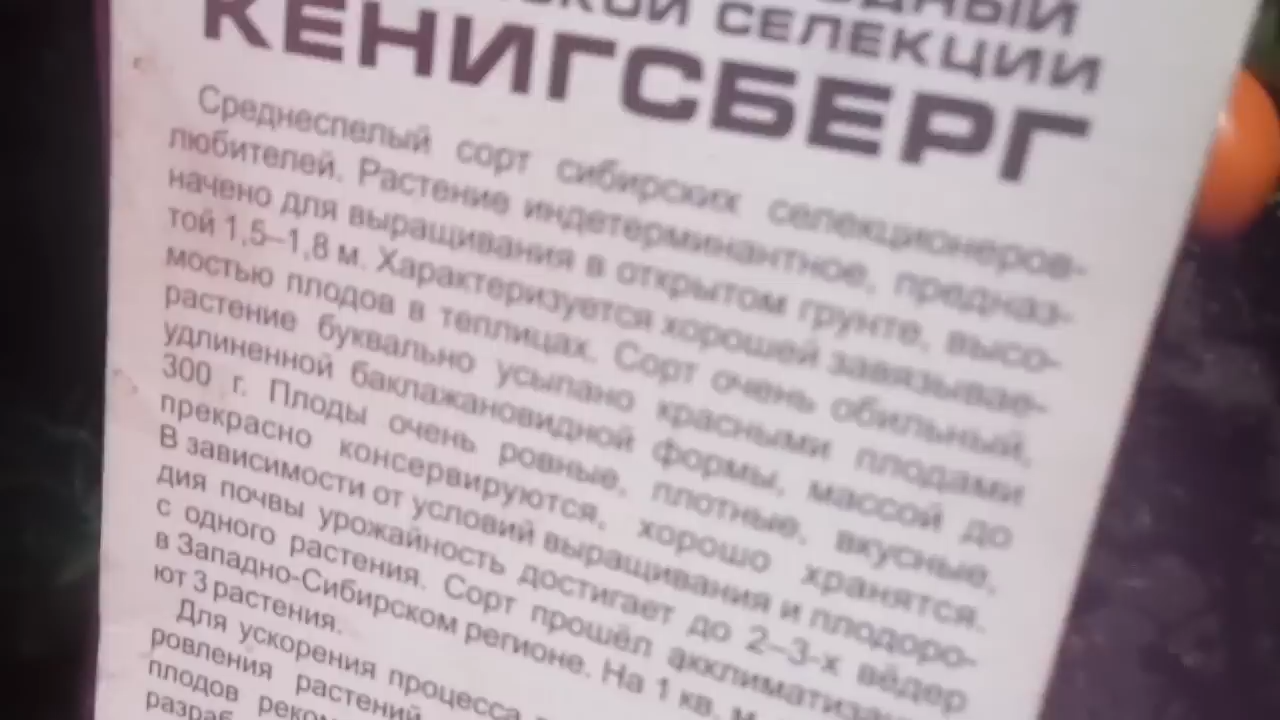 СЕЛЕКЦИИ
КЕНИГСБЕРГ
Среднеспелый сорт сибирских селекционеров-
любителей. Растение индетерминантное, предназ-
начено для выращивания в открытом грунте, высо-
той 1,5–1,8 м. Характеризуется хорошей завязывае-
мостью плодов в теплицах. Сорт очень обильный,
растение буквально усыпано красными плодами
удлиненной баклажановидной формы, массой до
300 г. Плоды очень ровные, плотные, вкусные,
прекрасно консервируются, хорошо хранятся.
В зависимости от условий выращивания и плодоро-
дия почвы урожайность достигает до 2–3-х вёдер
с одного растения. Сорт прошёл акклиматиза
в Западно-Сибирском регионе. На 1 кв. м
ют 3 растения.
Для ускорения процесса
ровления растений
плодов реком
разраб